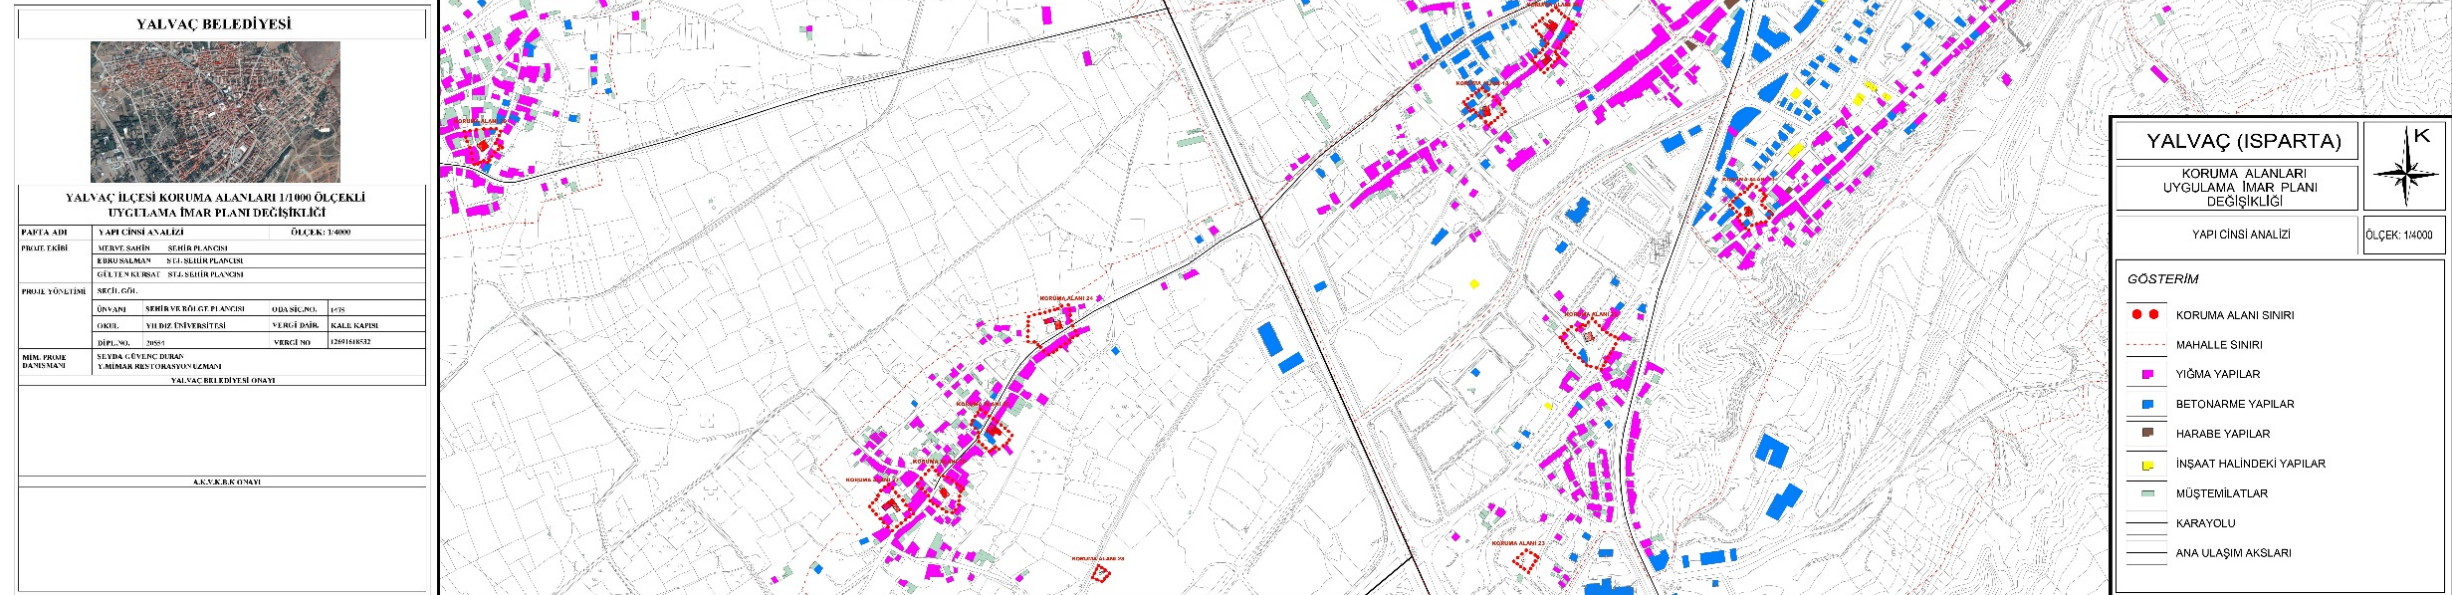 YALVAÇ BELEDİYESİ
YALVAÇ İLÇESİ KORUMA ALANLARI 1/1000 ÖLÇEKLİ
UYGULAMA İMAR PLANI DEĞİŞİKLİĞİ
PAFTA ADI YAPI CİNSİ ANALİZİ ÖLÇEK: 1/4000
PROJE EKİBİ MERVE ŞAHİN ŞEHİR PLANCISI
EBRU SALMAN STJ. ŞEHİR PLANCISI
GÜLTEN KÜRŞAT STJ. ŞEHİR PLANCISI
PROJE YÖNETİMİ SEÇİL GÖL
ÜNVANI ŞEHİR VE BÖLGE PLANCISI ODA SİC.NO.
OKUL YILDIZ ÜNİVERSİTESİ VERGİ DAİR. KALE KAPISI
DİPL.NO. VERGİ NO
MİM. PROJE DANIŞMANI
ŞEYDA GÜVENÇ DURAN
Y.MİMAR RESTORASYON UZMANI
YALVAÇ BELEDİYESİ ONAYI
A.K.V.K.B.K ONAYI
KORUMA ALANI 24
KORUMA ALANI 28
KORUMA ALANI 23
YALVAÇ (ISPARTA)
K
KORUMA ALANLARI
UYGULAMA İMAR PLANI
DEĞİŞİKLİĞİ
YAPI CİNSİ ANALİZİ
ÖLÇEK: 1/4000
GÖSTERİM
KORUMA ALANI SINIRI
MAHALLE SINIRI
YIĞMA YAPILAR
BETONARME YAPILAR
HARABE YAPILAR
İNŞAAT HALİNDEKİ YAPILAR
MÜŞTEMİLATLAR
KARAYOLU
ANA ULAŞIM AKSLARI